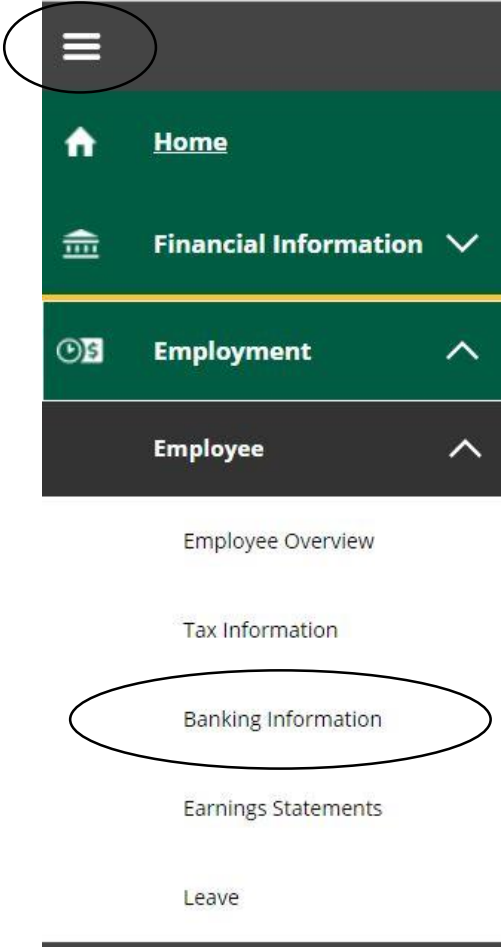 Home
Financial Information
$
Employment
Employee
Employee Overview
Tax Information
Banking Information
Earnings Statements
Leave